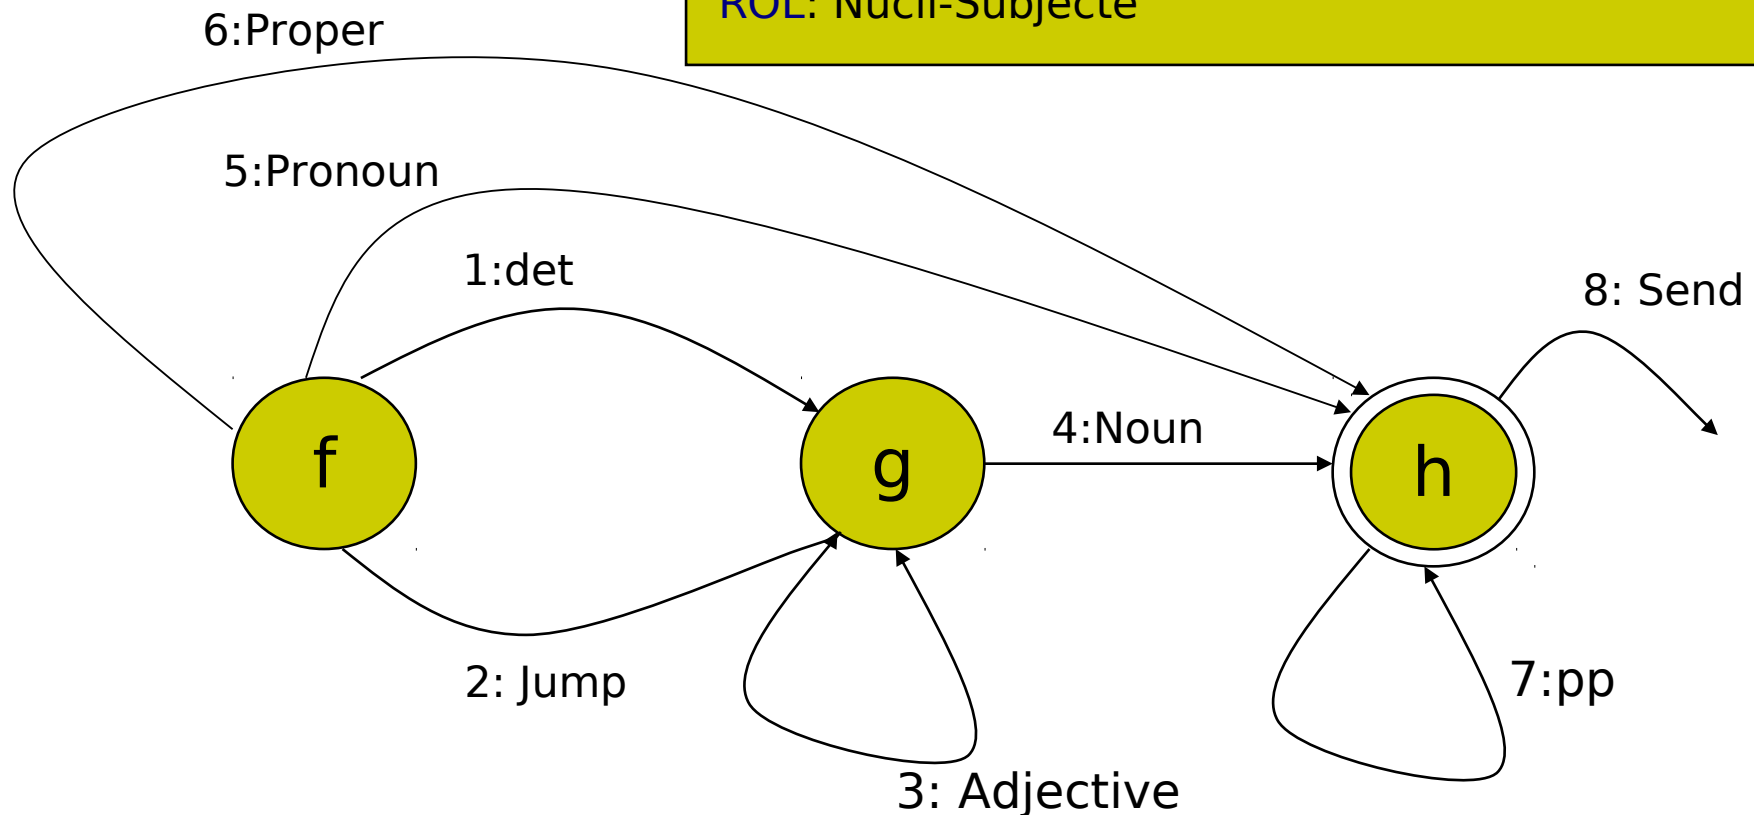 ROL: Nucli-Subjecte
6:Proper
5:Pronoun
1:det
8: Send
4:Noun
f
g
h
2: Jump
7:pp
3: Adjective